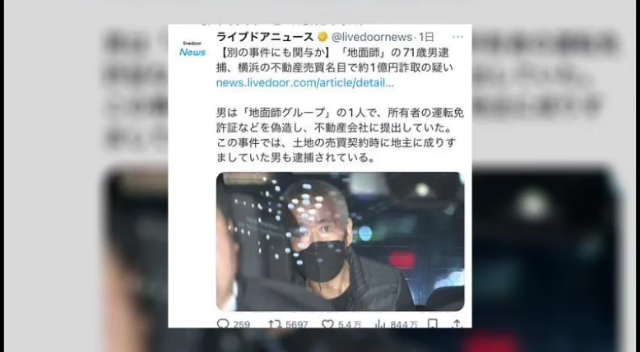 ライブドアニュース @livedoornews · 1日
livedoor
News
【別の事件にも関与か】「地面師」の71歳男逮
捕、横浜の不動産売買名目で約1億円詐取の疑い
news.livedoor.com/article/detail...
男は「地面師グループ」の1人で、所有者の運転免
許証などを偽造し、不動産会社に提出していた。
この事件では、土地の売買契約時に地主に成りす
ましていた男も逮捕されている。
259 5697 5.4万 844万